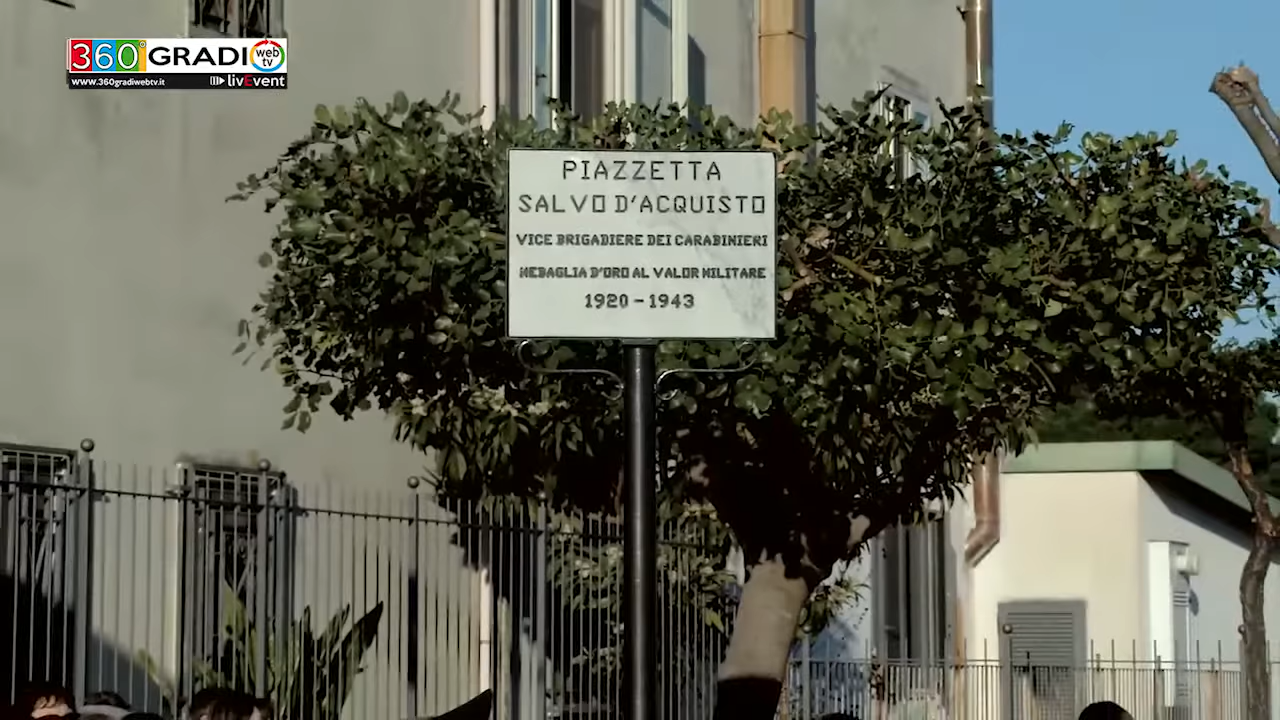 360° GRADI web tv
www.360gradiwebtv.it livEvent
PIAZZETTA
SALVO D'ACQUISTO
VICE BRIGADIERE DEI CARABINIERI
MEDAGLIA D'ORO AL VALOR MILITARE
1920 - 1943